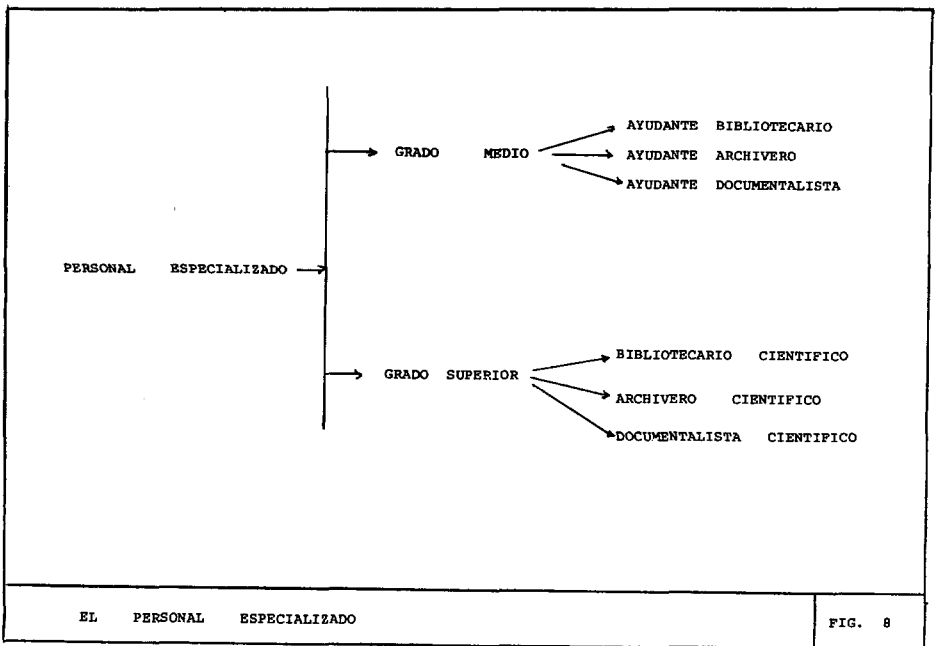 AYUDANTE BIBLIOTECARIO
GRADO MEDIO
AYUDANTE ARCHIVERO
AYUDANTE DOCUMENTALISTA
PERSONAL ESPECIALIZADO
BIBLIOTECARIO CIENTIFICO
GRADO SUPERIOR
ARCHIVERO CIENTIFICO
DOCUMENTALISTA CIENTIFICO
EL PERSONAL ESPECIALIZADO
FIG. 8